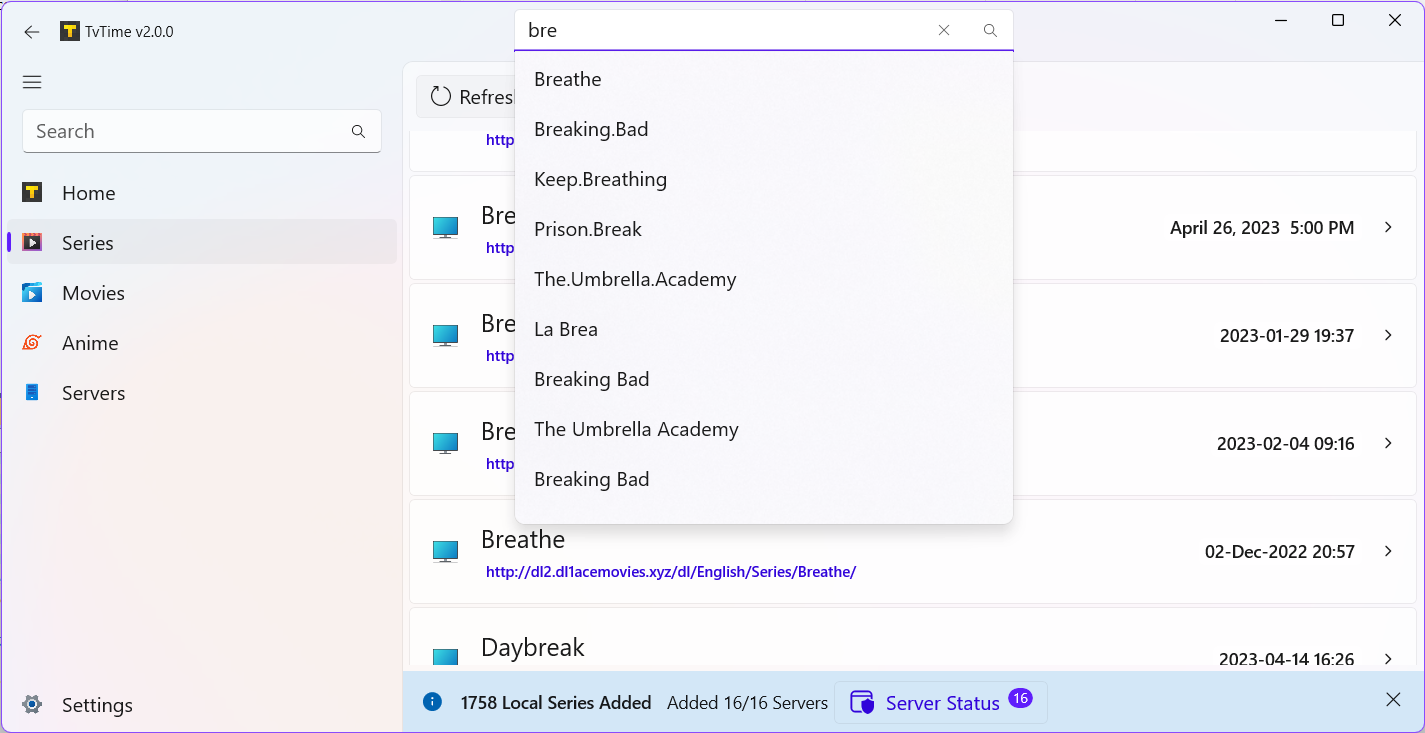 TvTime v2.0.0
bre
Search
Home
Series
Movies
Anime
Servers
Settings
Breathe
Breaking.Bad
Keep.Breathing
Prison.Break
The.Umbrella.Academy
La Brea
Breaking Bad
The Umbrella Academy
Breaking Bad
Refres
http
Bre
http
April 26, 2023 5:00 PM
Bre
http
2023-01-29 19:37
Bre
http
2023-02-04 09:16
Breathe
http://dl2.dl1acemovies.xyz/dl/English/Series/Breathe/
02-Dec-2022 20:57
Daybreak
2023-04-14 16:26
1758 Local Series Added Added 16/16 Servers Server Status 16